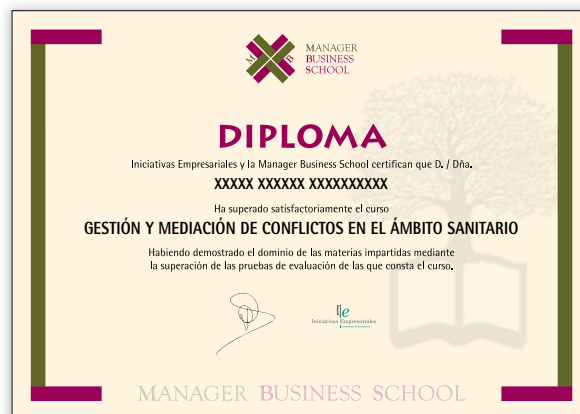 M B
MANAGER
BUSINESS
SCHOOL
DIPLOMA
Iniciativas Empresariales y la Manager Business School certifican que D. / Dña.
XXXXX XXXXXX XXXXXXXXXX
Ha superado satisfactoriamente el curso
GESTIÓN Y MEDIACIÓN DE CONFLICTOS EN EL ÁMBITO SANITARIO
Habiendo demostrado el dominio de las materias impartidas mediante
la superación de las pruebas de evaluación de las que consta el curso.
Iniciativas Empresariales
MANAGER BUSINESS SCHOOL